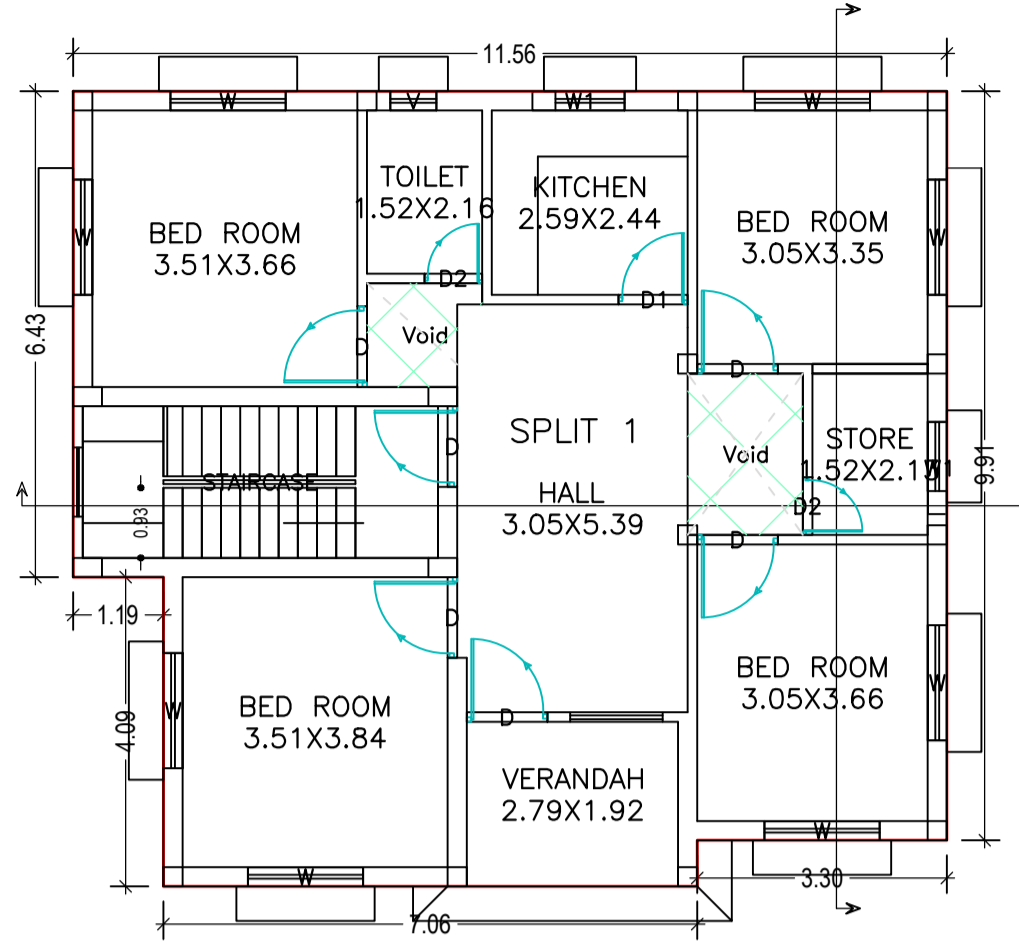 11.56
W
V
W1
W
TOILET
1.52X2.16
KITCHEN
2.59X2.44
BED ROOM
3.51X3.66
BED ROOM
3.05X3.35
W
W
D2
D1
6.43
Void
D
D
SPLIT 1
STORE
1.52X2.13
W1
9.91
D
Void
STAIRCASE
HALL
3.05X5.39
D2
0.93
D
1.19
D
BED ROOM
3.05X3.66
W
BED ROOM
3.51X3.84
W
4.09
D
VERANDAH
2.79X1.92
W
W
3.30
7.06